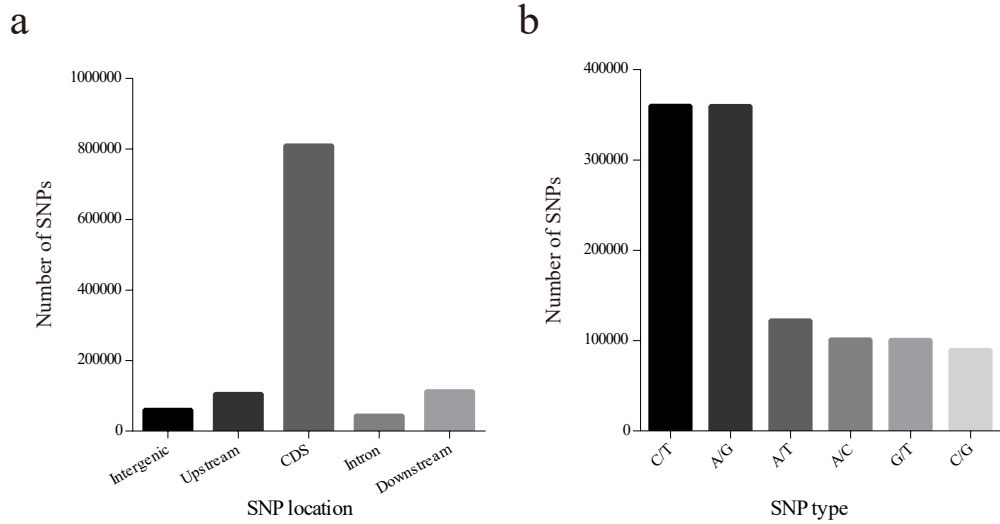 a
1000000
800000
600000
400000
200000
0
Number of SNPs
Intergenic
Upstream
CDS
Intron
Downstream
SNP location
b
400000
300000
200000
100000
0
Number of SNPs
C/T
A/G
A/T
A/C
G/T
C/G
SNP type